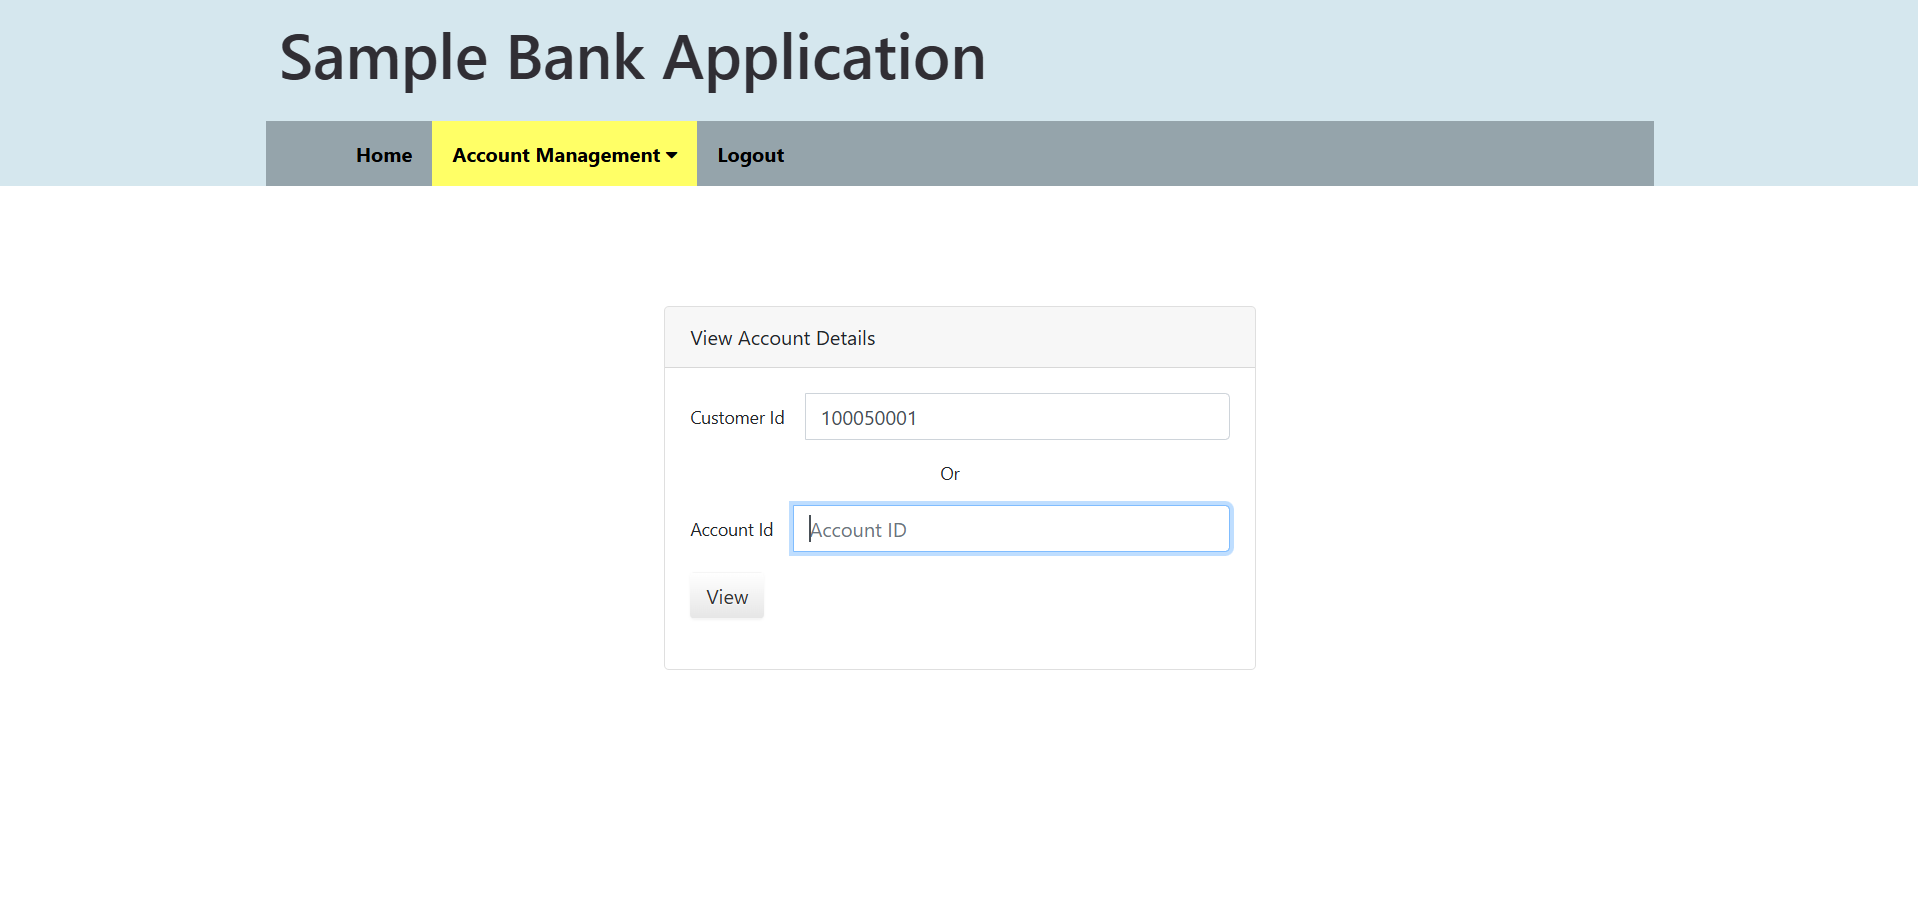 Sample Bank Application
Home Account Management Logout
View Account Details
Customer Id 100050001
Or
Account Id Account ID
View